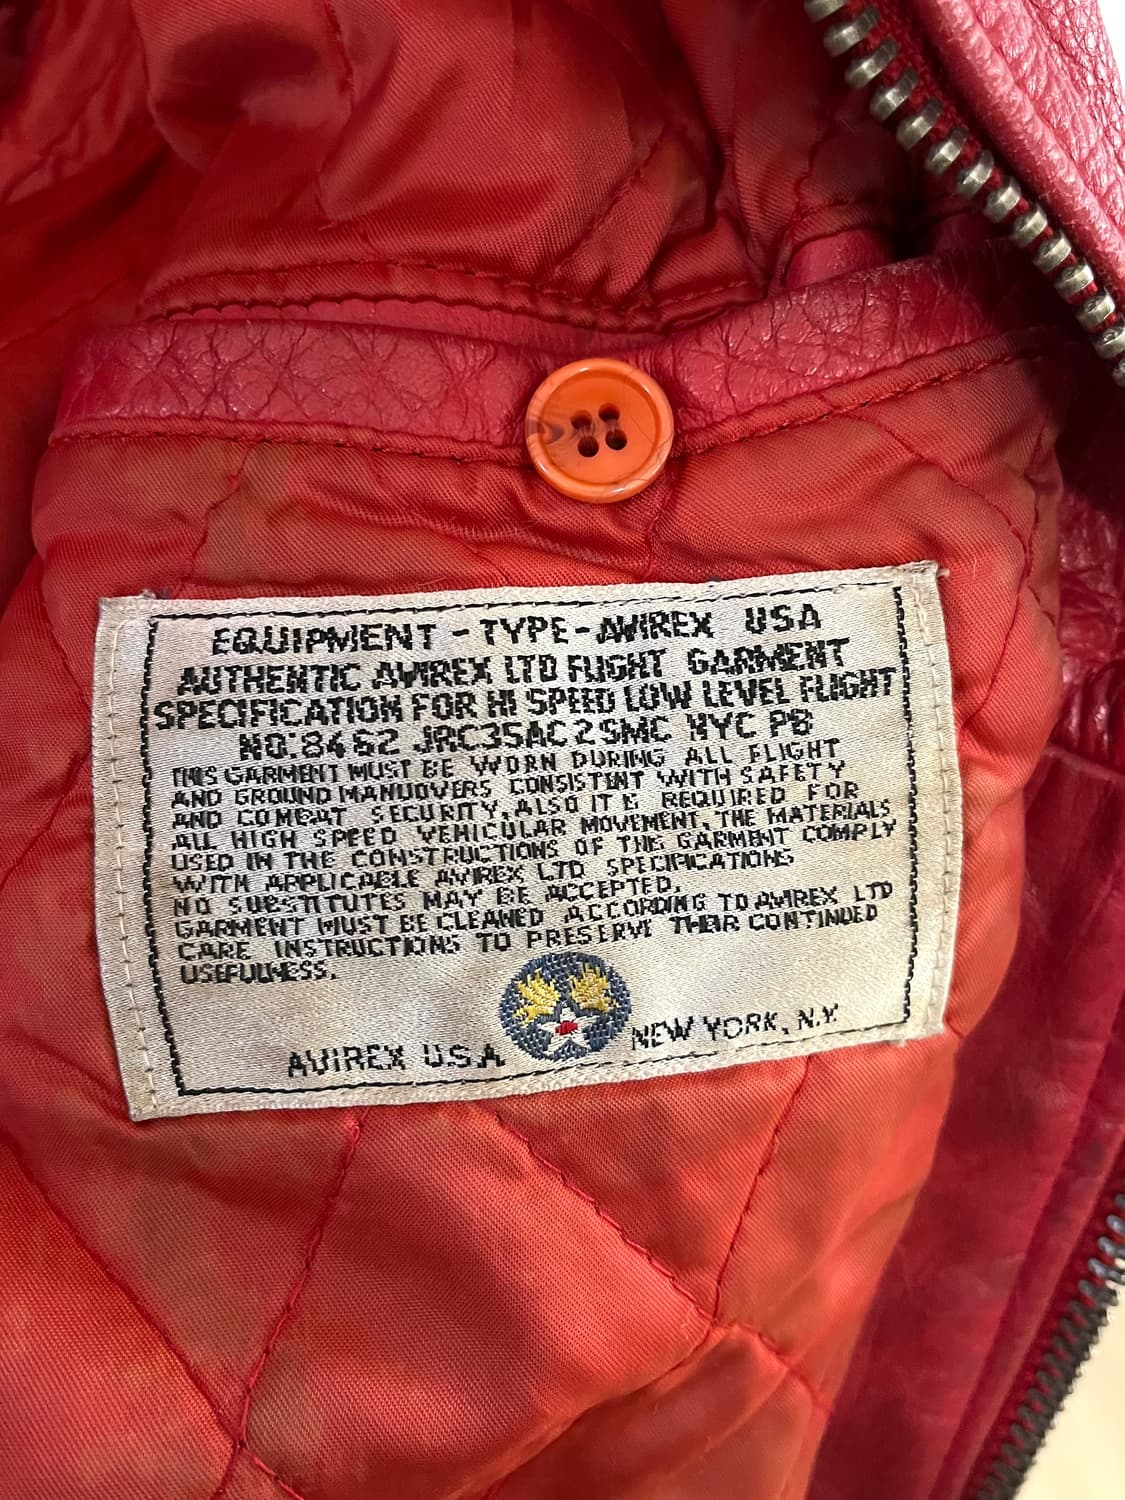 EQUIPMENT - TYPE - AVIREX USA
AUTHENTIC AVIREX LTD FLIGHT GARMENT
SPECIFICATION FOR HI SPEED LOW LEVEL FLIGHT
NO. 8462 JRC35AC2SMC NYC PB
THIS GARMENT MUST BE WORN DURING ALL FLIGHT
AND GROUND MANUOVERS CONSISTENT WITH SAFETY
AND COMBAT SECURITY, ALSO IT IS REQUIRED FOR
ALL HIGH SPEED VEHICULAR MOVEMENT, THE MATERIALS
USED IN THE CONSTRUCTIONS OF THIS GARMENT COMPLY
WITH APPLICABLE AVIREX LTD SPECIFICATIONS
NO SUBSTITUTES MAY BE ACCEPTED.
GARMENT MUST BE CLEANED ACCORDING TO AVIREX LTD
CARE INSTRUCTIONS TO PRESERVE THEIR CONTINUED
USEFULNESS.
AVIREX U.S.A NEW YORK, N.Y.